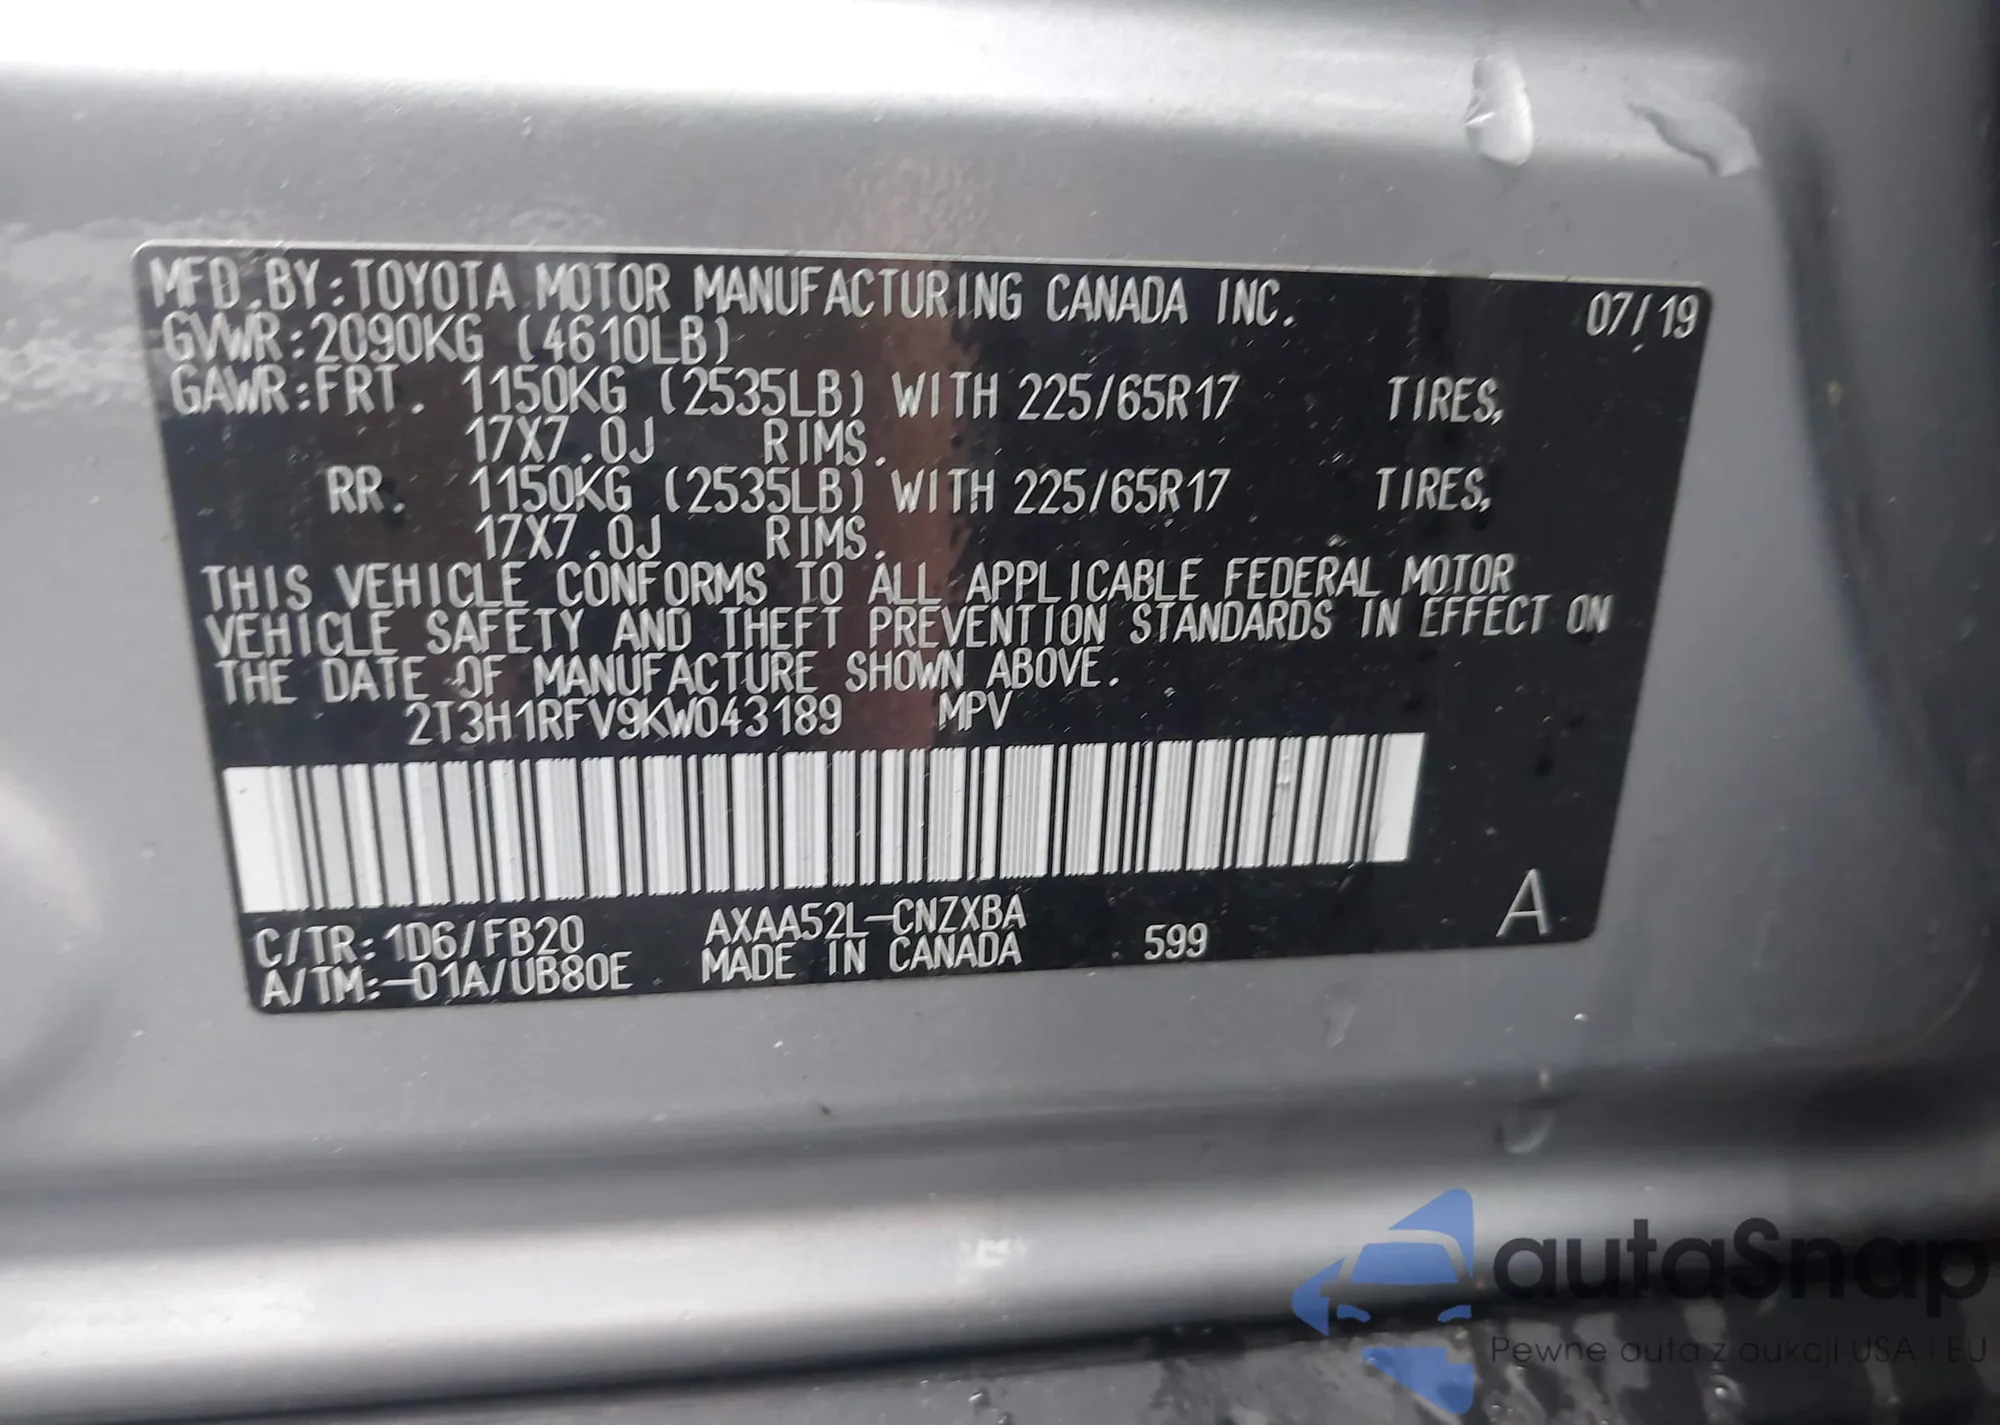 MFD.BY:TOYOTA MOTOR MANUFACTURING CANADA INC. 07/19
GVWR:2090KG (4610LB)
GAWR:FRT. 1150KG (2535LB) WITH 225/65R17 TIRES,
17X7.0J RIMS.
RR. 1150KG (2535LB) WITH 225/65R17 TIRES,
17X7.0J RIMS.
THIS VEHICLE CONFORMS TO ALL APPLICABLE FEDERAL MOTOR
VEHICLE SAFETY AND THEFT PREVENTION STANDARDS IN EFFECT ON
THE DATE OF MANUFACTURE SHOWN ABOVE.
2T3H1RFV9KW043189 MPV
C/TR:1D6/FB20 AXAA52L-CNZXBA
A/TM:-01A/UB80E MADE IN CANADA 599 A
autaSnap
Pewne auta z aukcji USA i EU